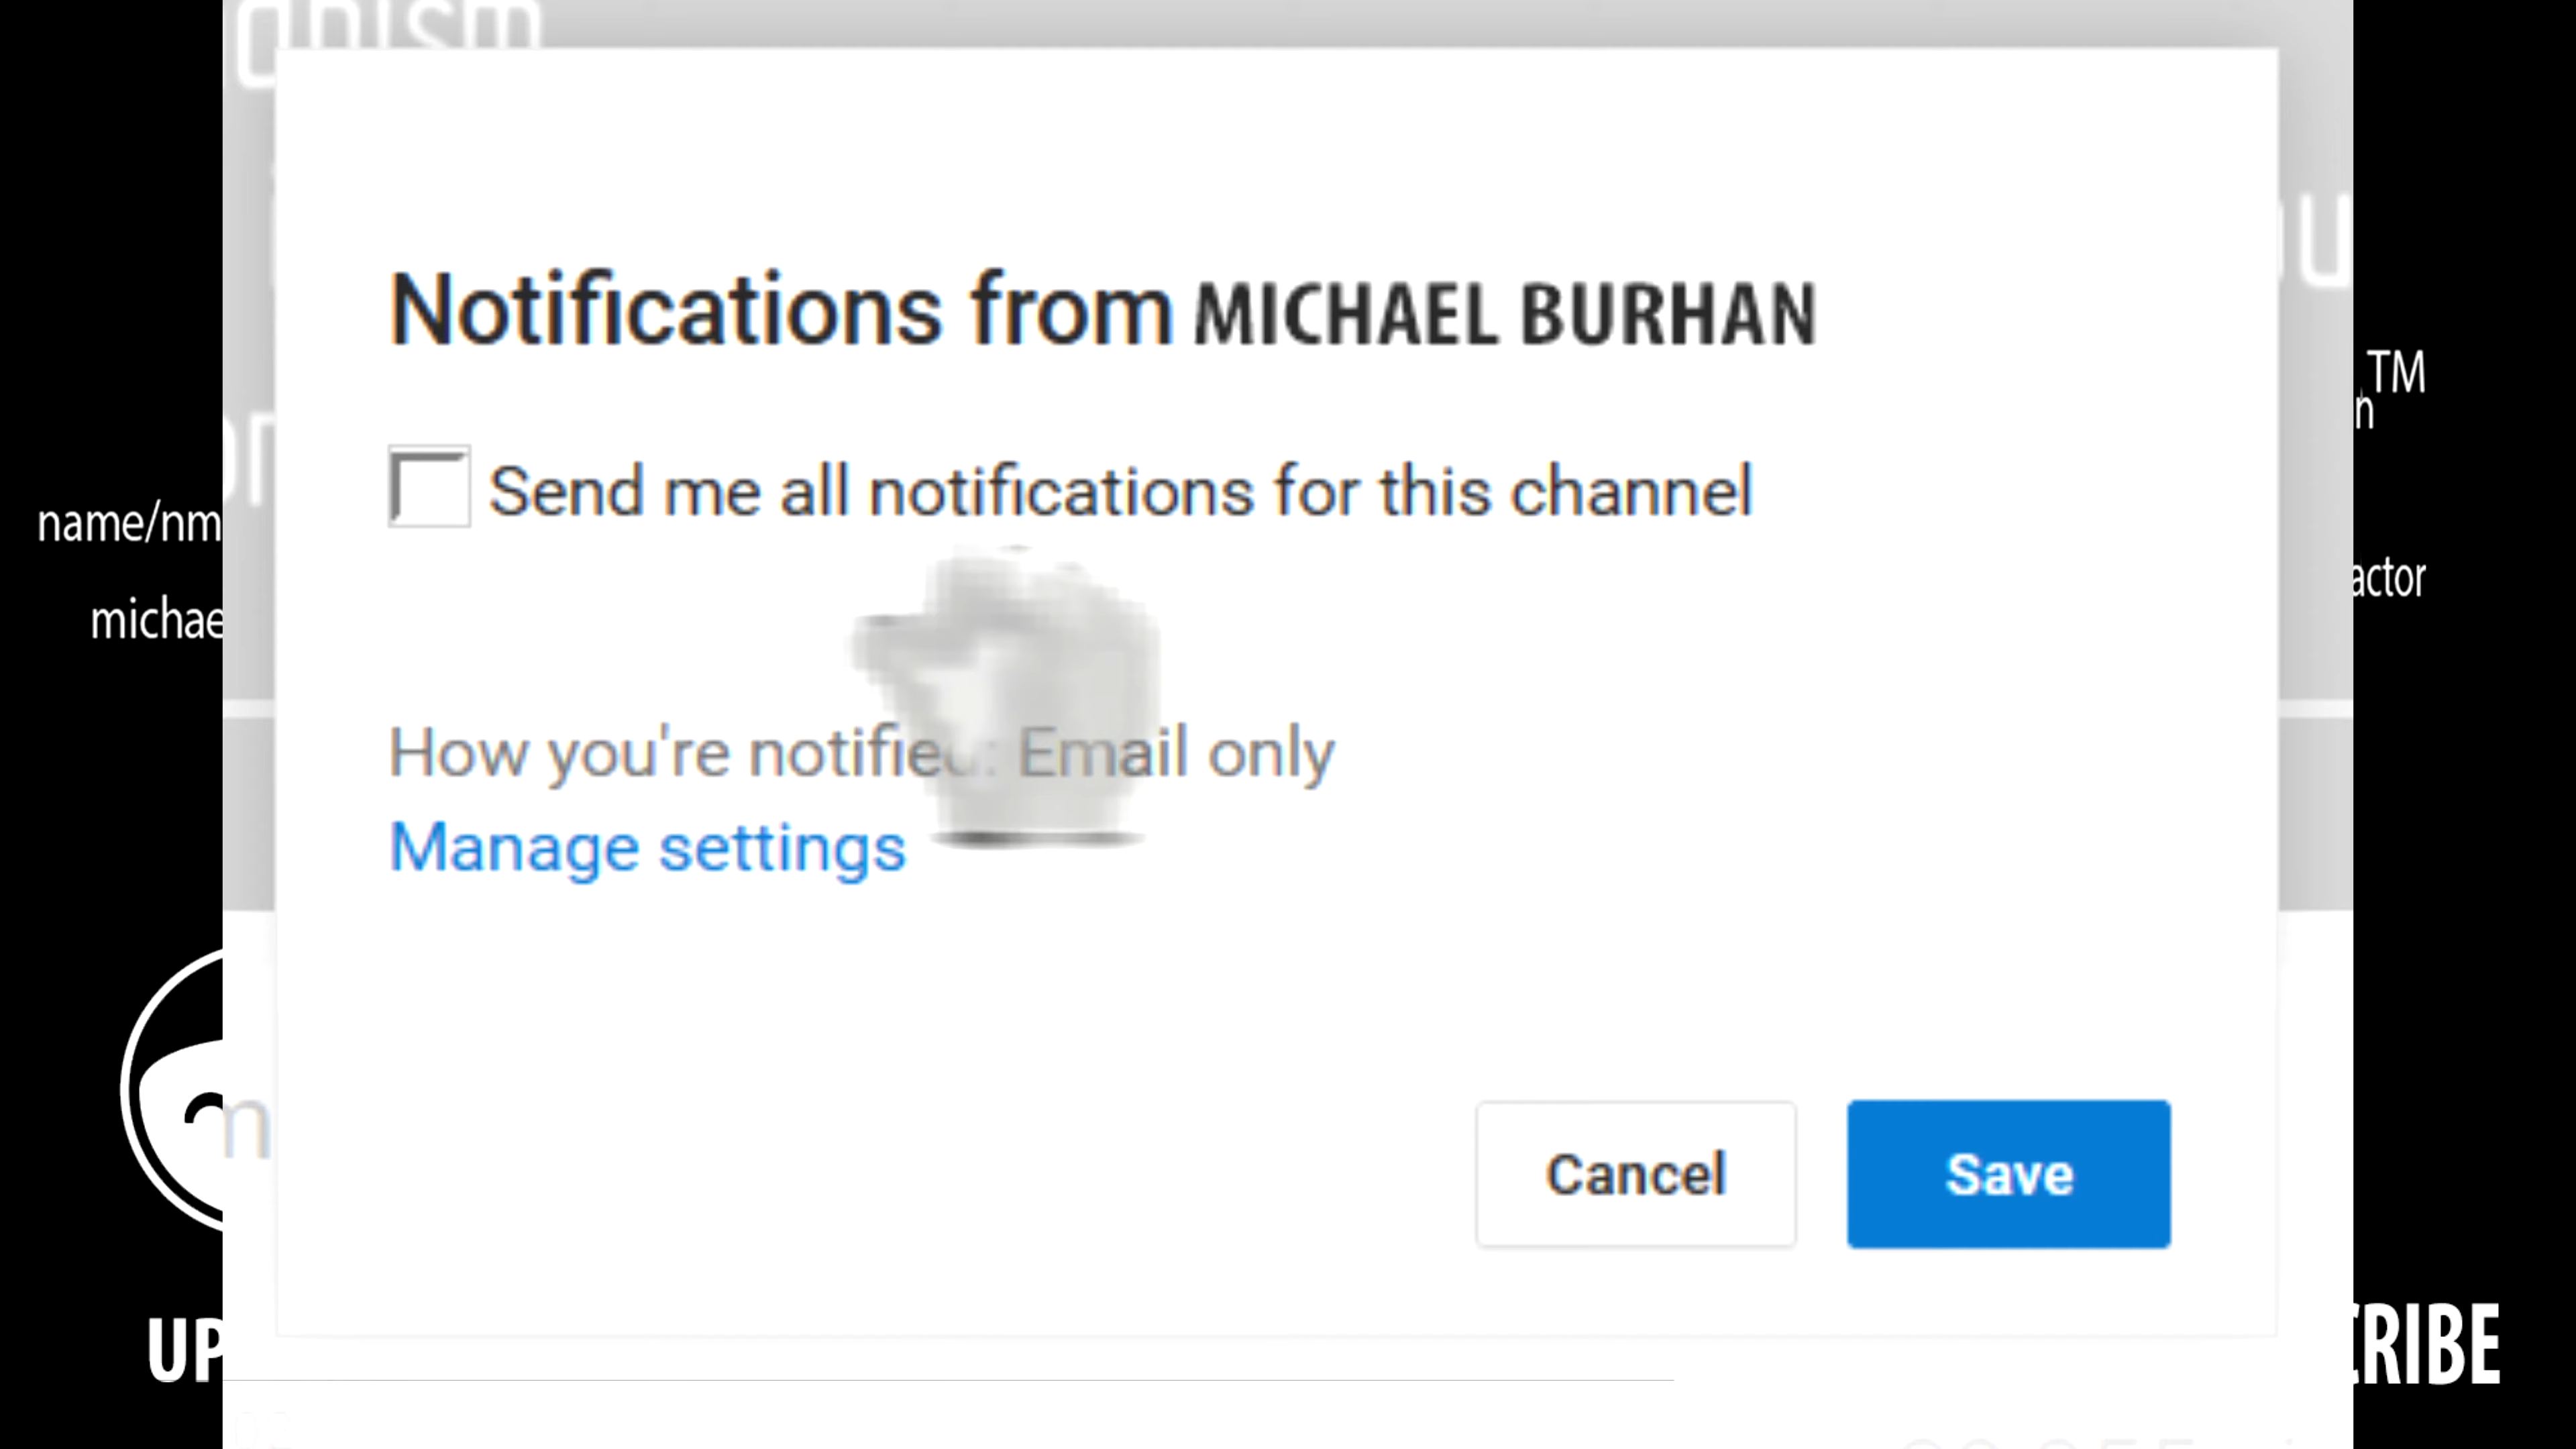 Notifications from MICHAEL BURHAN
TM
Send me all notifications for this channel
name/nm
actor
michae
How you're notified: Email only
Manage settings
Cancel
Save
UP
CRIBE